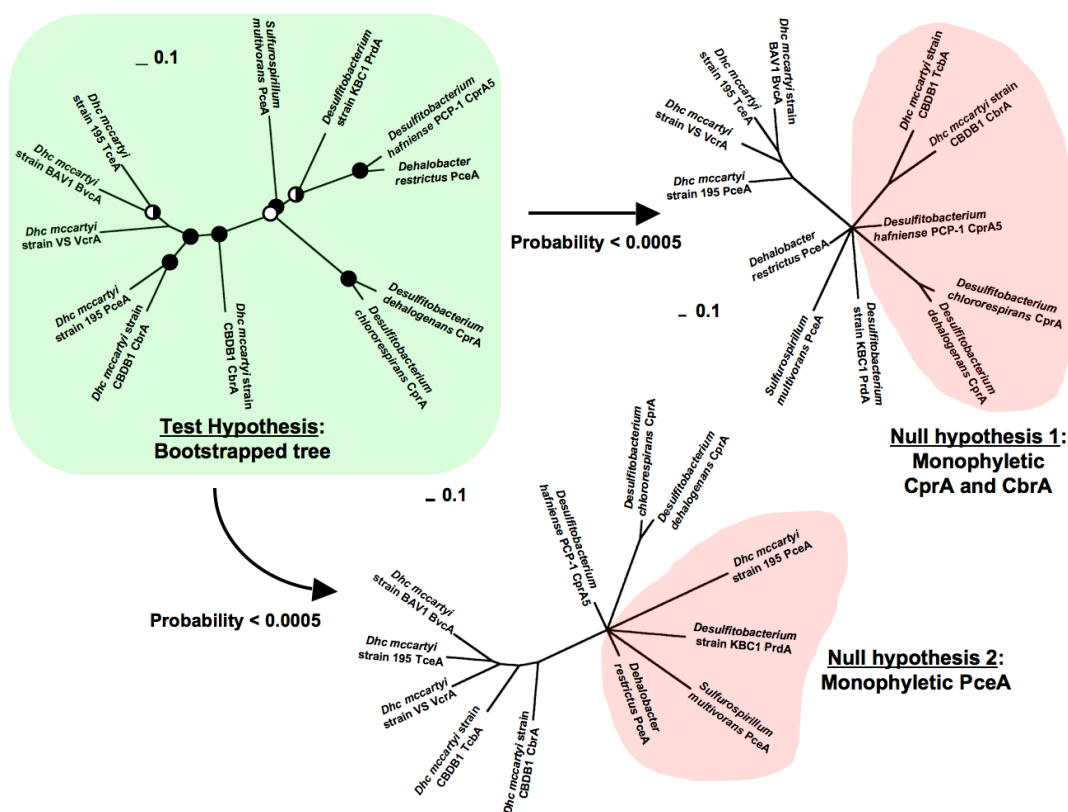 0.1
Sulfurospirillum
multivorans PceA
Desulfitobacterium
strain KBC1 PrdA
Desulfitobacterium
hafniense PCP-1 CprA5
Dehalobacter
restrictus PceA
Dhc mccartyi
strain 195 TceA
Dhc mccartyi
strain BAV1 BvcA
Dhc mccartyi
strain VS VcrA
Dhc mccartyi
strain 195 PceA
Dhc mccartyi strain
CBDB1 CbrA
Dhc mccartyi strain
CBDB1 CbrA
Desulfitobacterium
dehalogenans CprA
Desulfitobacterium
chlororespirans CprA
Test Hypothesis:
Bootstrapped tree
Probability < 0.0005
Dhc mccartyi strain
BAV1 BvcA
Dhc mccartyi
strain 195 TceA
Dhc mccartyi
strain VS VcrA
Dhc mccartyi
strain 195 PceA
Dhc mccartyi strain
CBDB1 TcbA
Dhc mccartyi strain
CBDB1 CbrA
Desulfitobacterium
hafniense PCP-1 CprA5
Dehalobacter
restrictus PceA
Sulfurospirillum
multivorans PceA
Desulfitobacterium
strain KBC1 PrdA
Desulfitobacterium
chlororespirans CprA
Desulfitobacterium
dehalogenans CprA
0.1
Null hypothesis 1:
Monophyletic
CprA and CbrA
Probability < 0.0005
0.1
Desulfitobacterium
hafniense PCP-1 CprA5
Desulfitobacterium
chlororespirans CprA
Desulfitobacterium
dehalogenans CprA
Dhc mccartyi
strain 195 PceA
Desulfitobacterium
strain KBC1 PrdA
Sulfurospirillum
multivorans PceA
Dehalobacter
restrictus PceA
Dhc mccartyi
strain BAV1 BvcA
Dhc mccartyi
strain 195 TceA
Dhc mccartyi
strain VS VcrA
Dhc mccartyi strain
CBDB1 TcbA
Dhc mccartyi strain
CBDB1 CbrA
Null hypothesis 2:
Monophyletic PceA